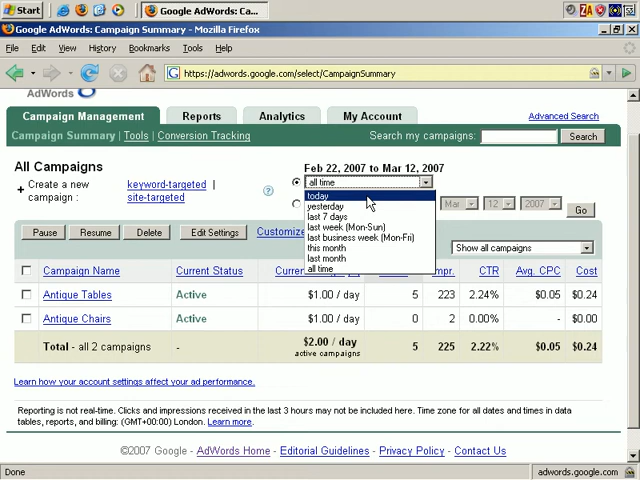 Start
Google AdWords: Cam...
Google AdWords: Campaign Summary - Mozilla Firefox
File Edit View History Bookmarks Tools Help
https://adwords.google.com/select/CampaignSummary
AdWords
Campaign Management Reports Analytics My Account
Advanced Search
Campaign Summary | Tools | Conversion Tracking
Search my campaigns: Search
All Campaigns
Feb 22, 2007 to Mar 12, 2007
+ Create a new campaign: keyword-targeted site-targeted
?
all time
today
yesterday
last 7 days
last week (Mon-Sun)
last business week (Mon-Fri)
this month
last month
all time
Mar 12 2007 Go
Pause Resume Delete Edit Settings Customize
Show all campaigns
Campaign Name Current Status CTR Avg. CPC Cost
Antique Tables Active $1.00 / day 5 223 2.24% $0.05 $0.24
Antique Chairs Active $1.00 / day 0 2 0.00% - $0.00
Total - all 2 campaigns - $2.00 / day 5 225 2.22% $0.05 $0.24
active campaigns
Learn how your account settings affect your ad performance.
Reporting is not real-time. Clicks and impressions received in the last 3 hours may not be included here. Time zone for all dates and times in data
tables, reports, and billing: (GMT+00:00) London. Learn more.
©2007 Google - AdWords Home - Editorial Guidelines - Privacy Policy - Contact Us
Done
adwords.google.com